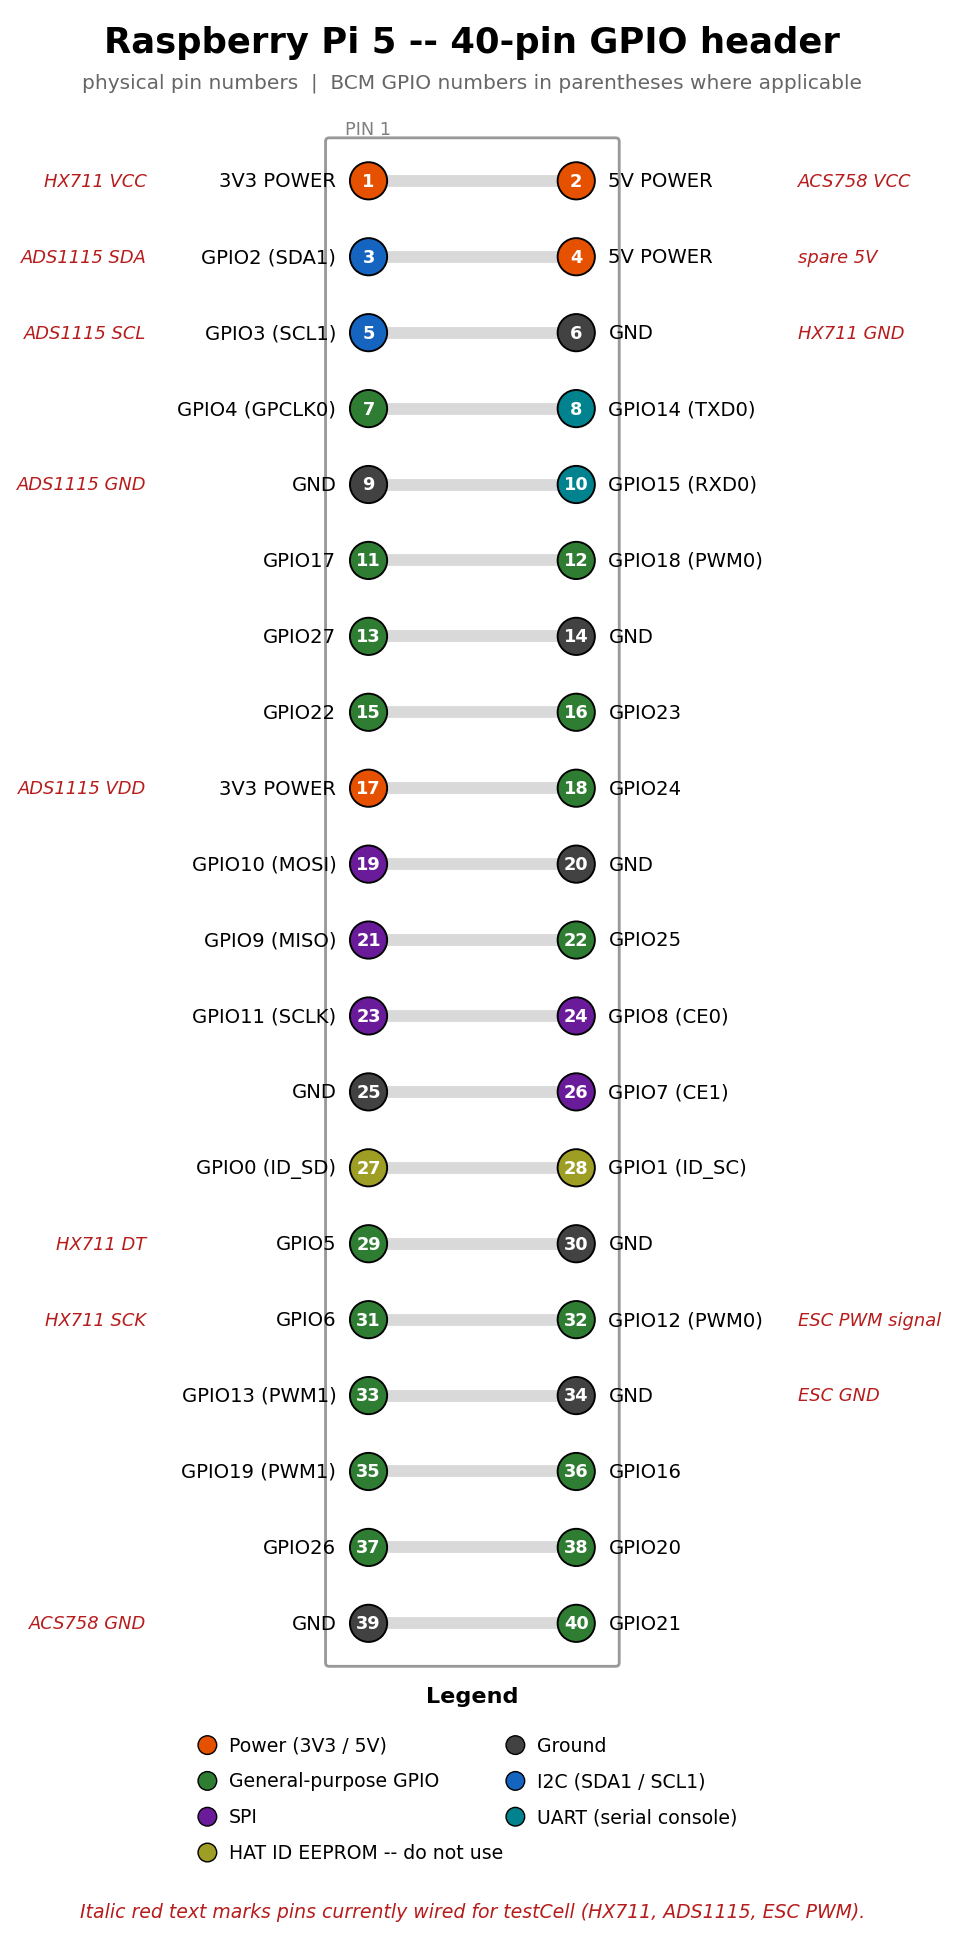 Raspberry Pi 5 -- 40-pin GPIO header
physical pin numbers | BCM GPIO numbers in parentheses where applicable
PIN 1
HX711 VCC 3V3 POWER 1 2 5V POWER ACS758 VCC
ADS1115 SDA GPIO2 (SDA1) 3 4 5V POWER spare 5V
ADS1115 SCL GPIO3 (SCL1) 5 6 GND HX711 GND
GPIO4 (GPCLK0) 7 8 GPIO14 (TXD0)
ADS1115 GND GND 9 10 GPIO15 (RXD0)
GPIO17 11 12 GPIO18 (PWM0)
GPIO27 13 14 GND
GPIO22 15 16 GPIO23
ADS1115 VDD 3V3 POWER 17 18 GPIO24
GPIO10 (MOSI) 19 20 GND
GPIO9 (MISO) 21 22 GPIO25
GPIO11 (SCLK) 23 24 GPIO8 (CE0)
GND 25 26 GPIO7 (CE1)
GPIO0 (ID_SD) 27 28 GPIO1 (ID_SC)
HX711 DT GPIO5 29 30 GND
HX711 SCK GPIO6 31 32 GPIO12 (PWM0) ESC PWM signal
GPIO13 (PWM1) 33 34 GND ESC GND
GPIO19 (PWM1) 35 36 GPIO16
GPIO26 37 38 GPIO20
ACS758 GND GND 39 40 GPIO21
Legend
Power (3V3 / 5V) Ground
General-purpose GPIO I2C (SDA1 / SCL1)
SPI UART (serial console)
HAT ID EEPROM -- do not use
Italic red text marks pins currently wired for testCell (HX711, ADS1115, ESC PWM).